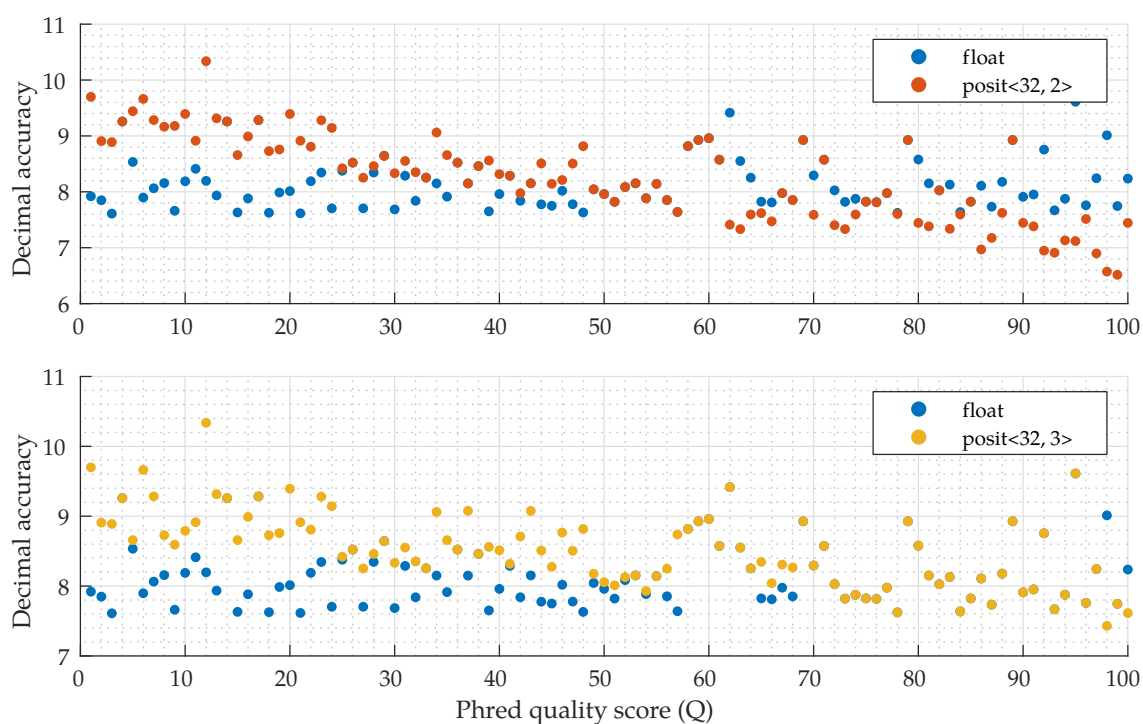 11
10
9
8
7
6
Decimal accuracy
float
posit<32, 2>
0 10 20 30 40 50 60 70 80 90 100
11
10
9
8
7
Decimal accuracy
float
posit<32, 3>
0 10 20 30 40 50 60 70 80 90 100
Phred quality score (Q)